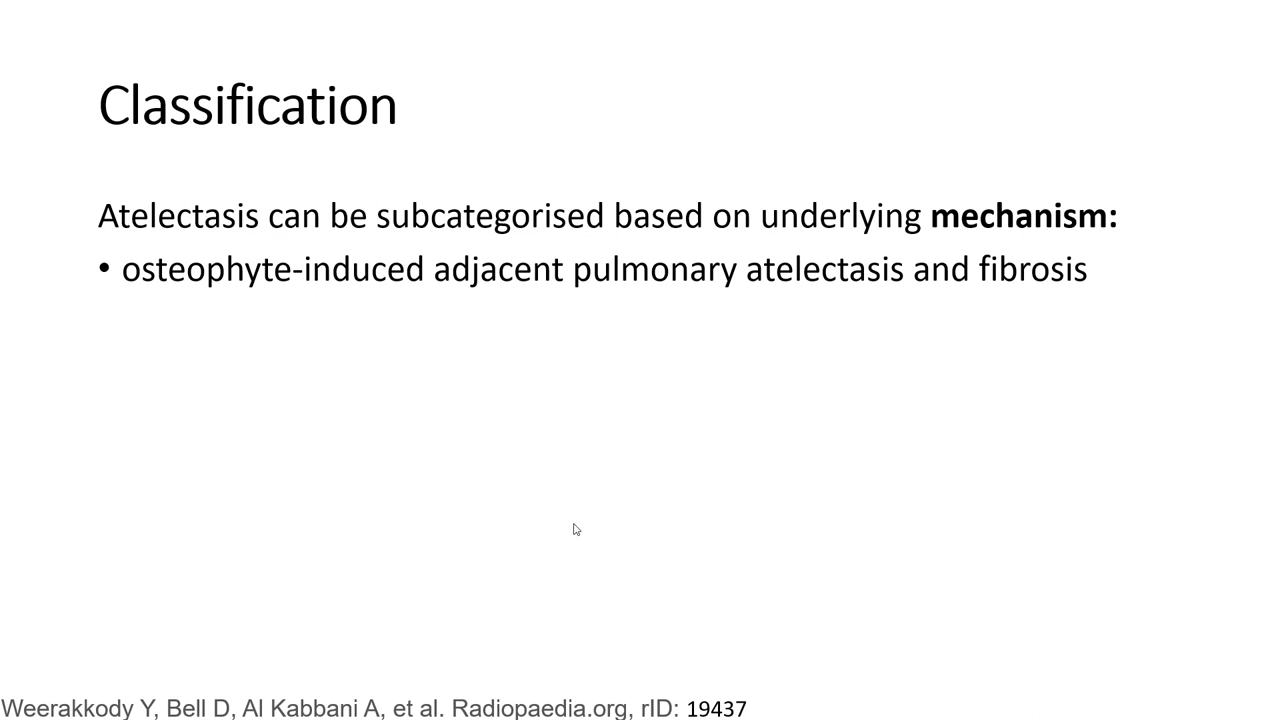 Classification
Atelectasis can be subcategorised based on underlying mechanism:
• osteophyte-induced adjacent pulmonary atelectasis and fibrosis
Weerakkody Y, Bell D, Al Kabbani A, et al. Radiopaedia.org, rID: 19437